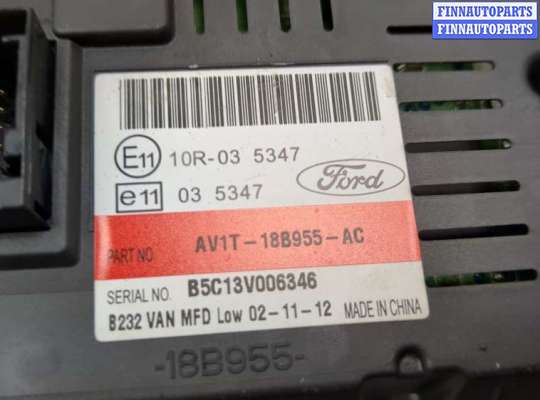 FINNAUTOPARTS
FINNAUTOPARTS
E11 10R-03 5347
e11 03 5347
Ford
PART NO. AV1T-18B955-AC
SERIAL NO. B5C13V006346
B232 VAN MFD Low 02-11-12 MADE IN CHINA
-18B955-